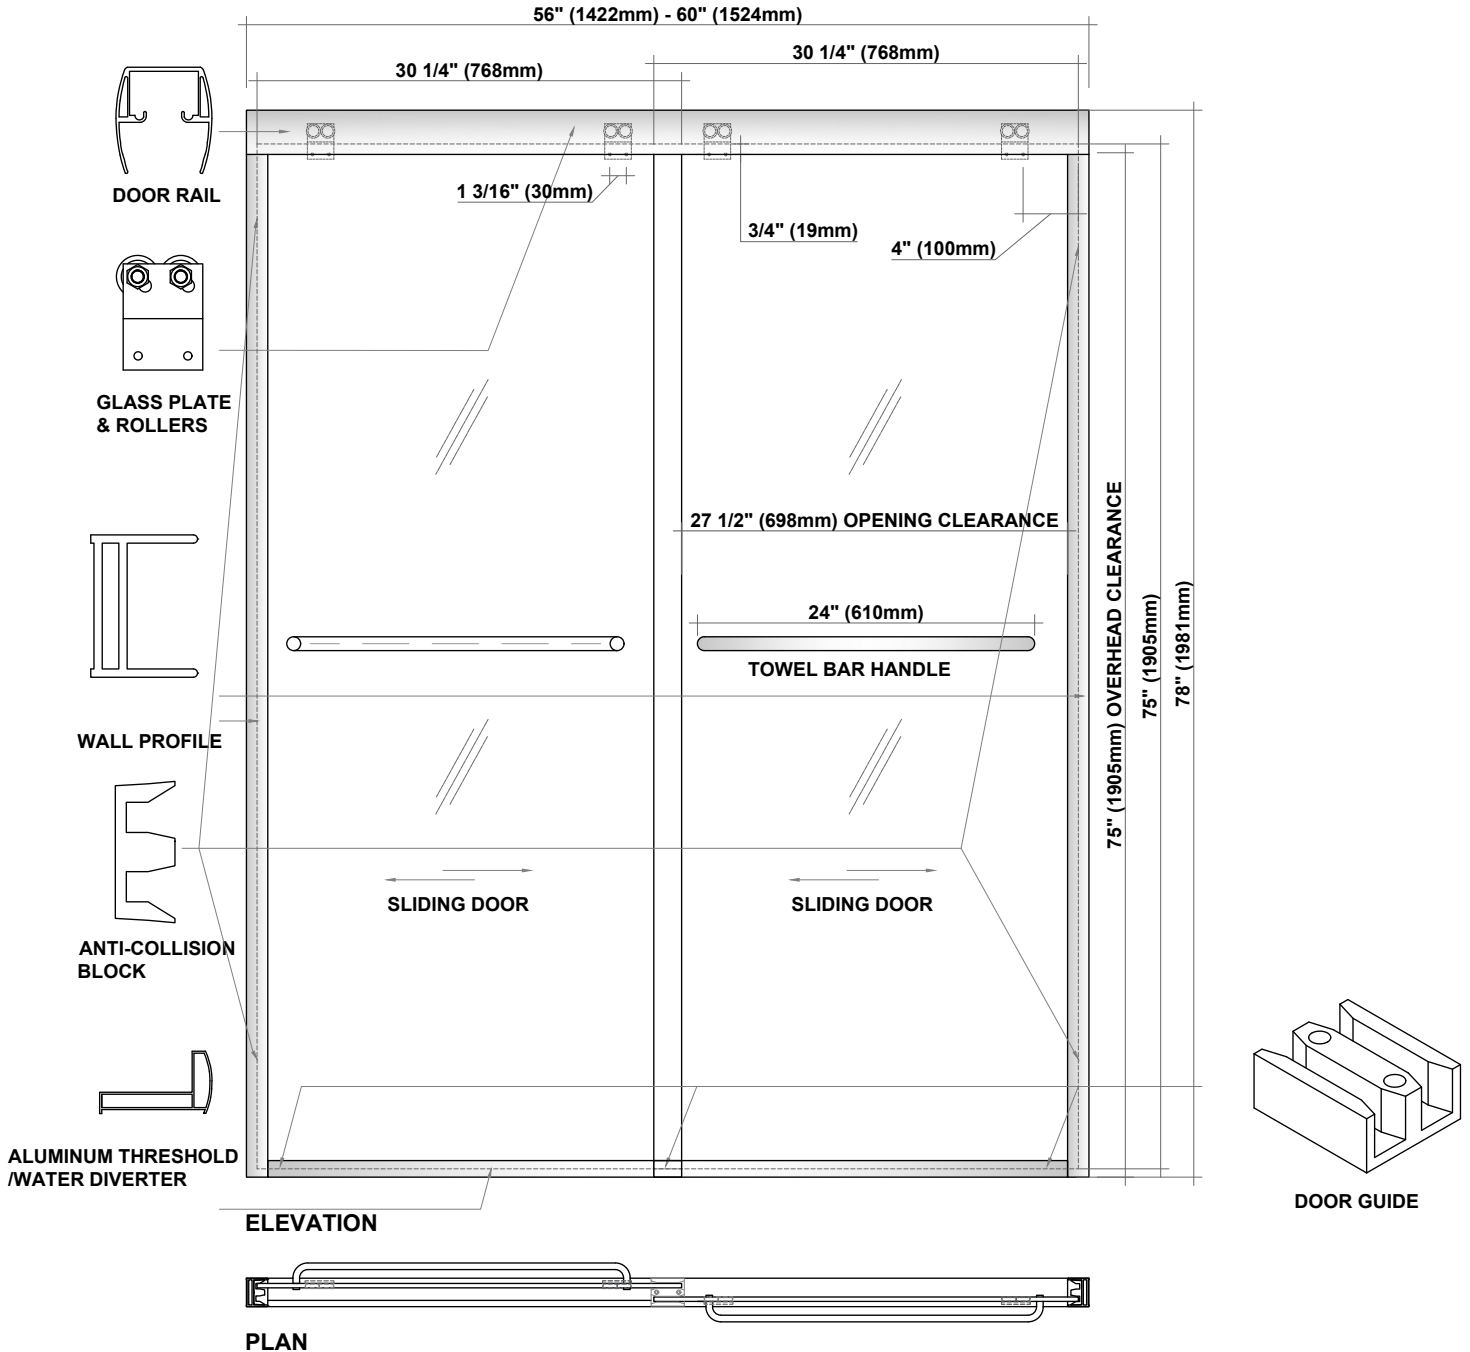 56" (1422mm) - 60" (1524mm)
30 1/4" (768mm)
30 1/4" (768mm)
DOOR RAIL
1 3/16" (30mm)
3/4" (19mm)
4" (100mm)
GLASS PLATE
& ROLLERS
27 1/2" (698mm) OPENING CLEARANCE
24" (610mm)
TOWEL BAR HANDLE
75" (1905mm) OVERHEAD CLEARANCE
75" (1905mm)
78" (1981mm)
WALL PROFILE
SLIDING DOOR
SLIDING DOOR
ANTI-COLLISION
BLOCK
ALUMINUM THRESHOLD
/WATER DIVERTER
DOOR GUIDE
ELEVATION
PLAN